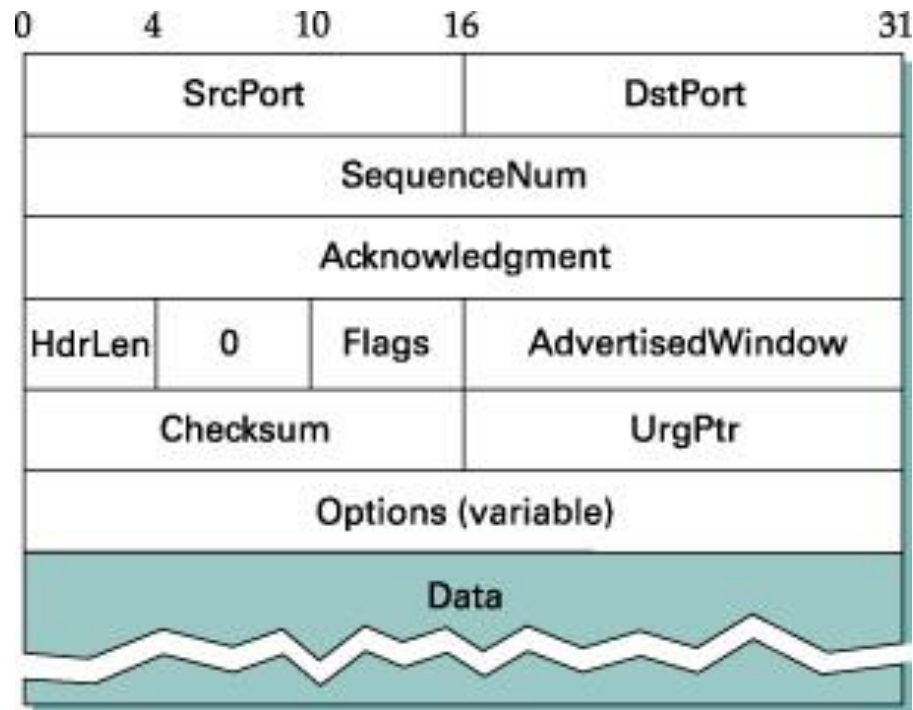 0 4 10 16 31
SrcPort DstPort
SequenceNum
Acknowledgment
HdrLen 0 Flags AdvertisedWindow
Checksum UrgPtr
Options (variable)
Data